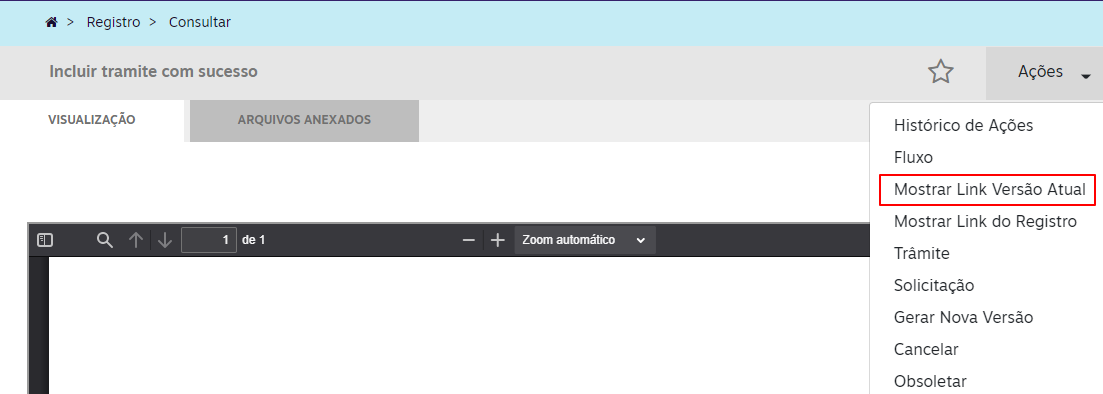 > Registro > Consultar
Incluir tramite com sucesso
Ações
VISUALIZAÇÃO
ARQUIVOS ANEXADOS
Histórico de Ações
Fluxo
Mostrar Link Versão Atual
Mostrar Link do Registro
Trâmite
Solicitação
Gerar Nova Versão
Cancelar
Obsoletar
1 de 1
Zoom automático